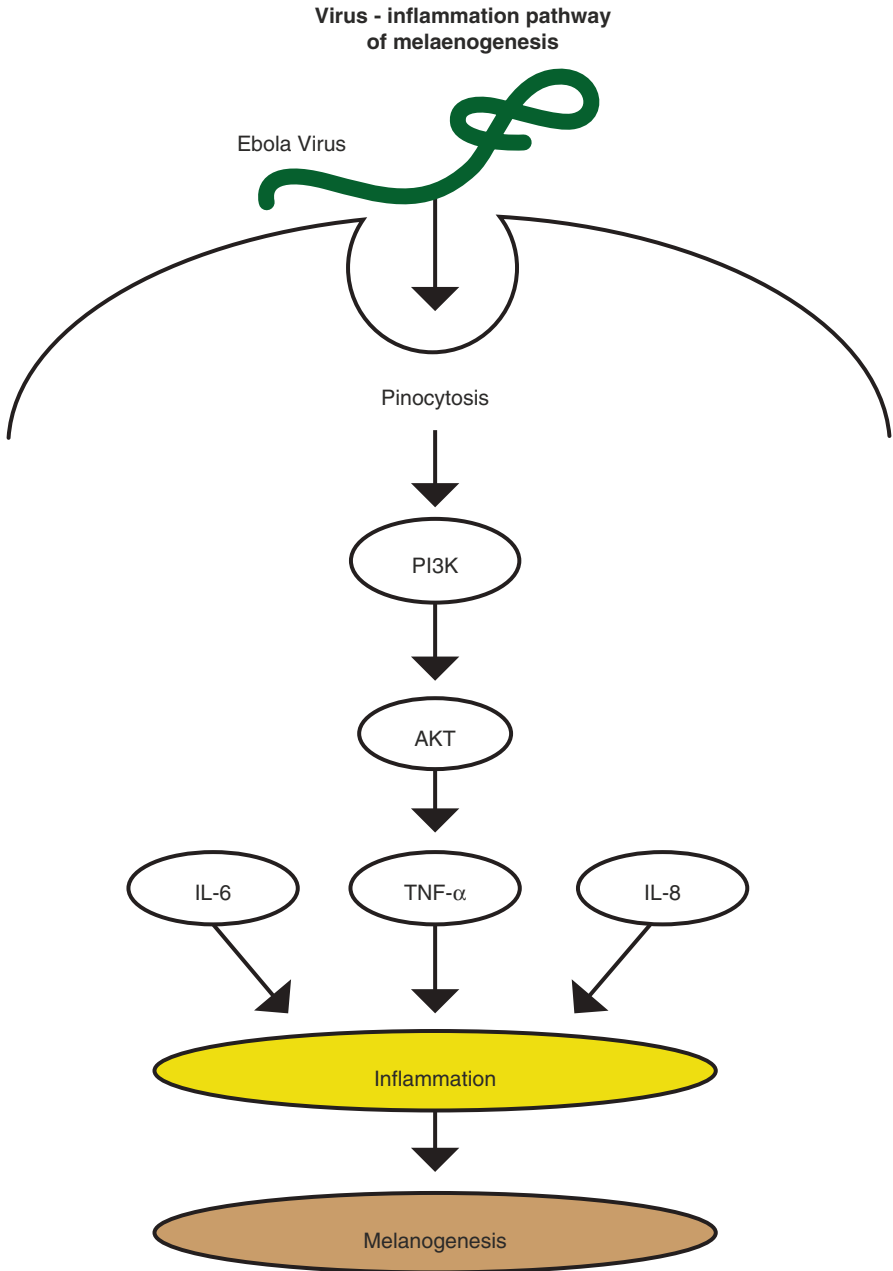 Virus - inflammation pathway
of melaenogenesis
Ebola Virus
Pinocytosis
PI3K
AKT
IL-6
TNF-α
IL-8
Inflammation
Melanogenesis